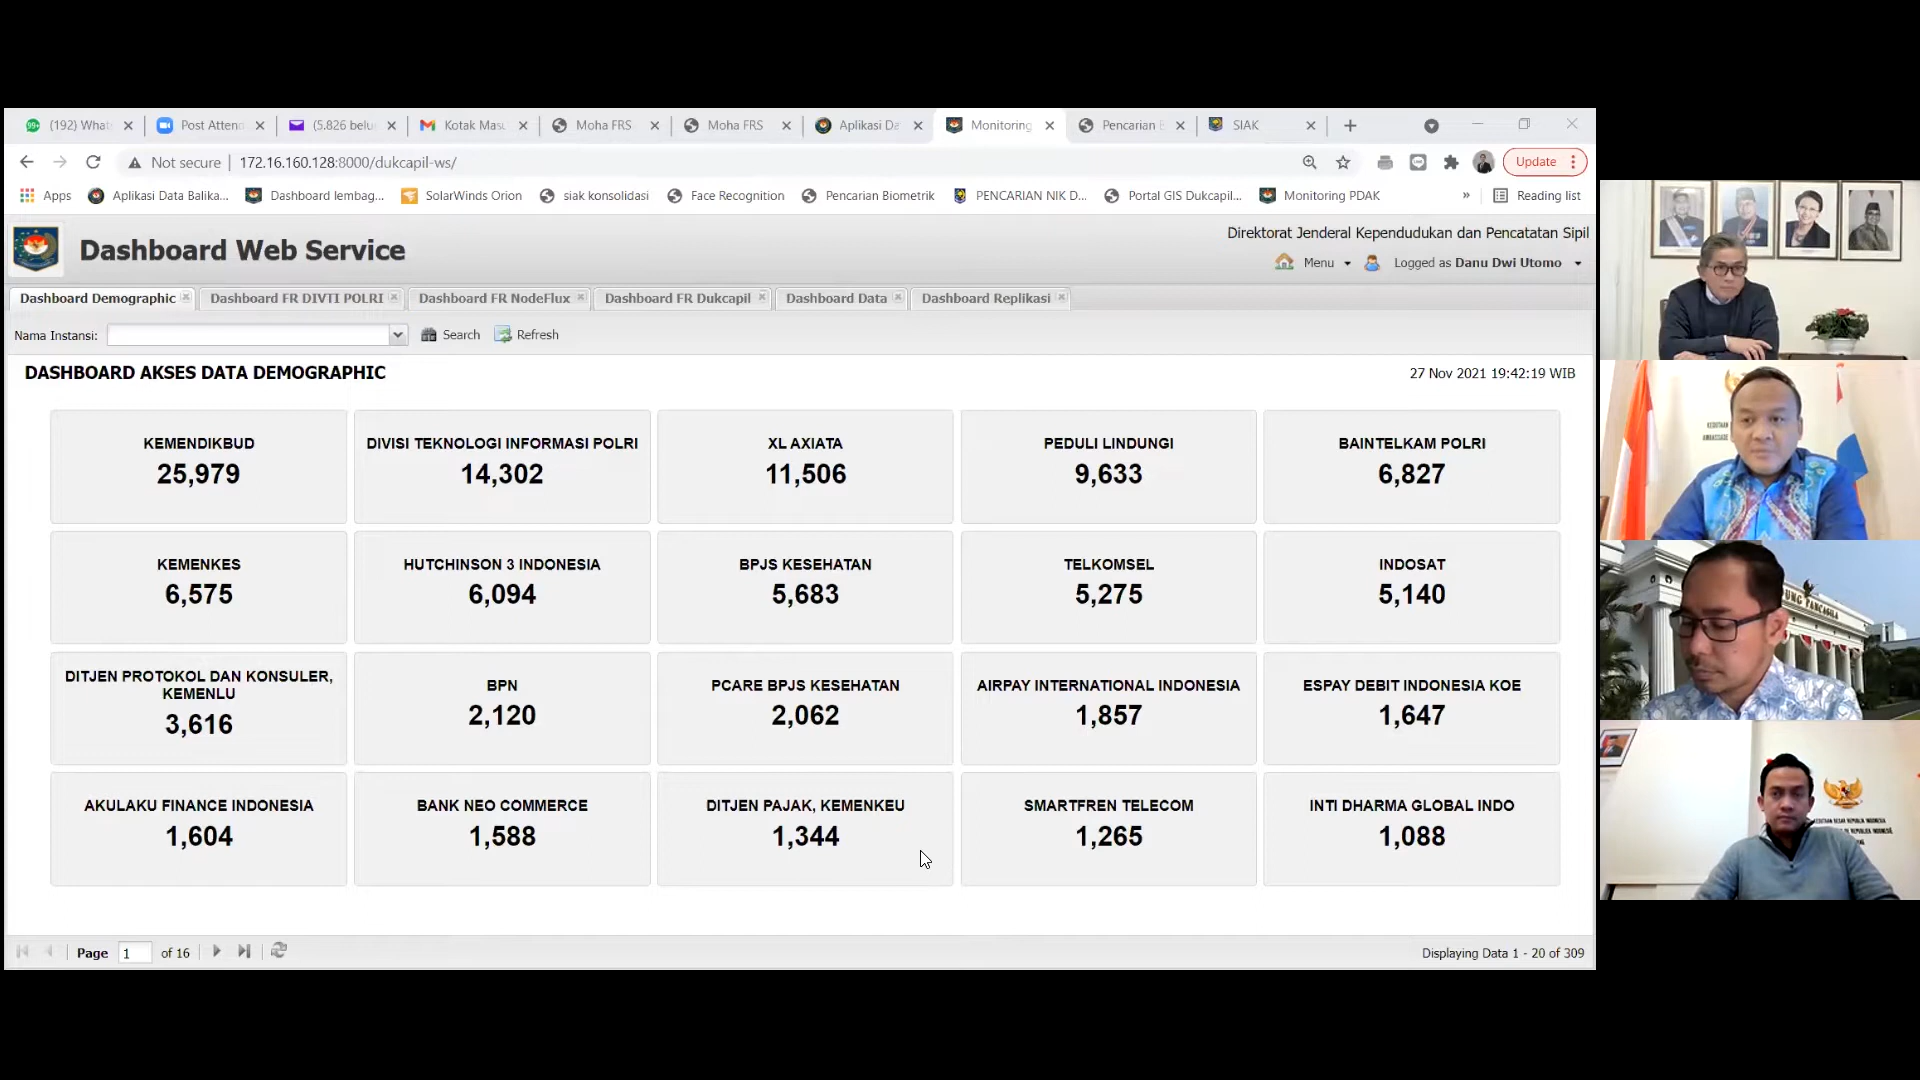 (192) What
Post Attend
(5.826 belu
Kotak Masu
Moha FRS
Moha FRS
Aplikasi Da
Monitoring
Pencarian B
SIAK
Not secure
172.16.160.128:8000/dukcapil-ws/
Update
Apps
Aplikasi Data Balika...
Dashboard lembag...
SolarWinds Orion
siak konsolidasi
Face Recognition
Pencarian Biometrik
PENCARIAN NIK D...
Portal GIS Dukcapil...
Monitoring PDAK
»
Reading list
Dashboard Web Service
Direktorat Jenderal Kependudukan dan Pencatatan Sipil
Menu
Logged as Danu Dwi Utomo
Dashboard Demographic
Dashboard FR DIVTI POLRI
Dashboard FR NodeFlux
Dashboard FR Dukcapil
Dashboard Data
Dashboard Replikasi
Nama Instansi:
Search
Refresh
DASHBOARD AKSES DATA DEMOGRAPHIC
27 Nov 2021 19:42:19 WIB
KEMENDIKBUD
25,979
DIVISI TEKNOLOGI INFORMASI POLRI
14,302
XL AXIATA
11,506
PEDULI LINDUNGI
9,633
BAINTELKAM POLRI
6,827
KEMENKES
6,575
HUTCHINSON 3 INDONESIA
6,094
BPJS KESEHATAN
5,683
TELKOMSEL
5,275
INDOSAT
5,140
DITJEN PROTOKOL DAN KONSULER,
KEMENLU
3,616
BPN
2,120
PCARE BPJS KESEHATAN
2,062
AIRPAY INTERNATIONAL INDONESIA
1,857
ESPAY DEBIT INDONESIA KOE
1,647
AKULAKU FINANCE INDONESIA
1,604
BANK NEO COMMERCE
1,588
DITJEN PAJAK, KEMENKEU
1,344
SMARTFREN TELECOM
1,265
INTI DHARMA GLOBAL INDO
1,088
Page 1 of 16
Displaying Data 1 - 20 of 309
PANCASILA